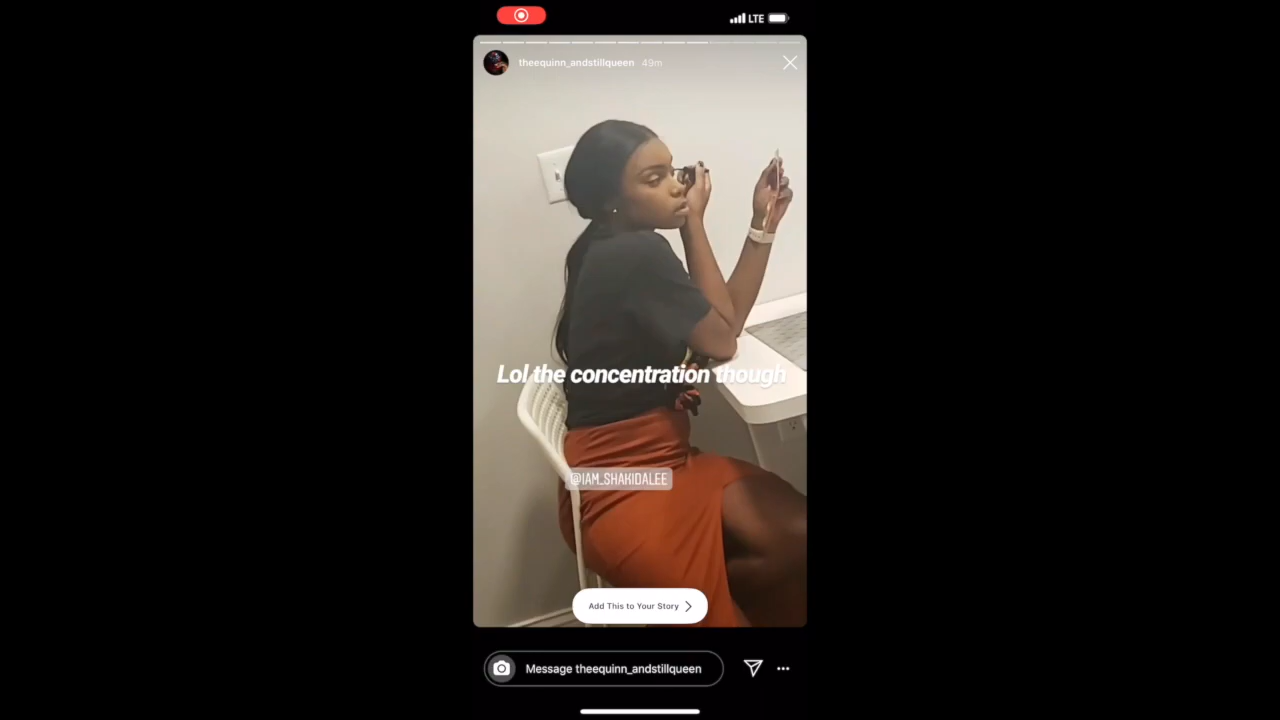 LTE
theequinn_andstillqueen 49m
Lol the concentration though
@IAM_SHAKIDALEE
Add This to Your Story
Message theequinn_andstillqueen